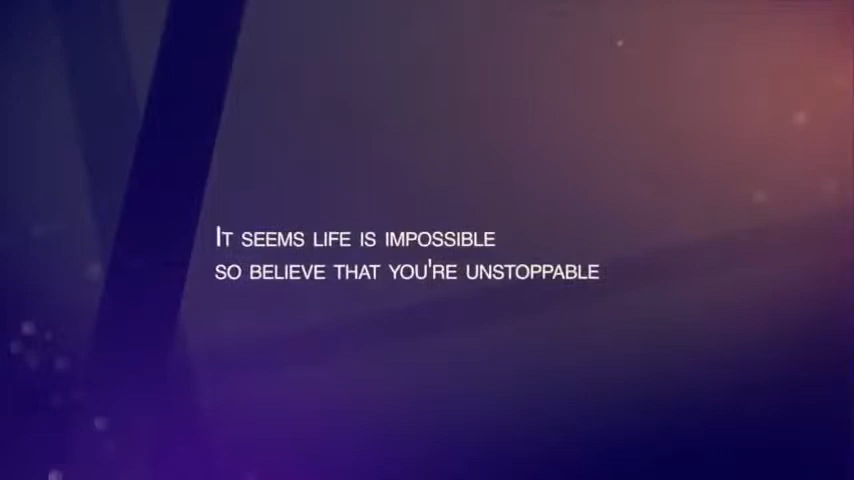 It seems life is impossible
so believe that you're unstoppable